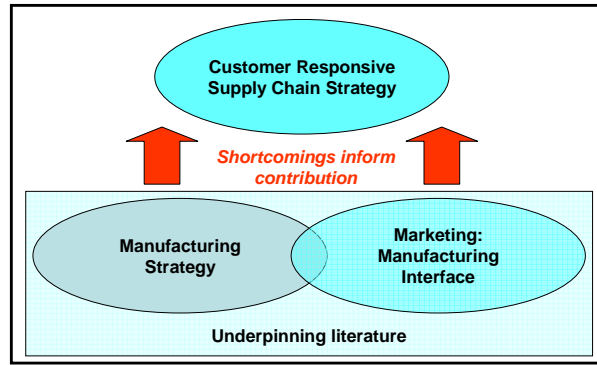 Customer Responsive
Supply Chain Strategy
Shortcomings inform
contribution
Manufacturing
Strategy
Marketing:
Manufacturing
Interface
Underpinning literature